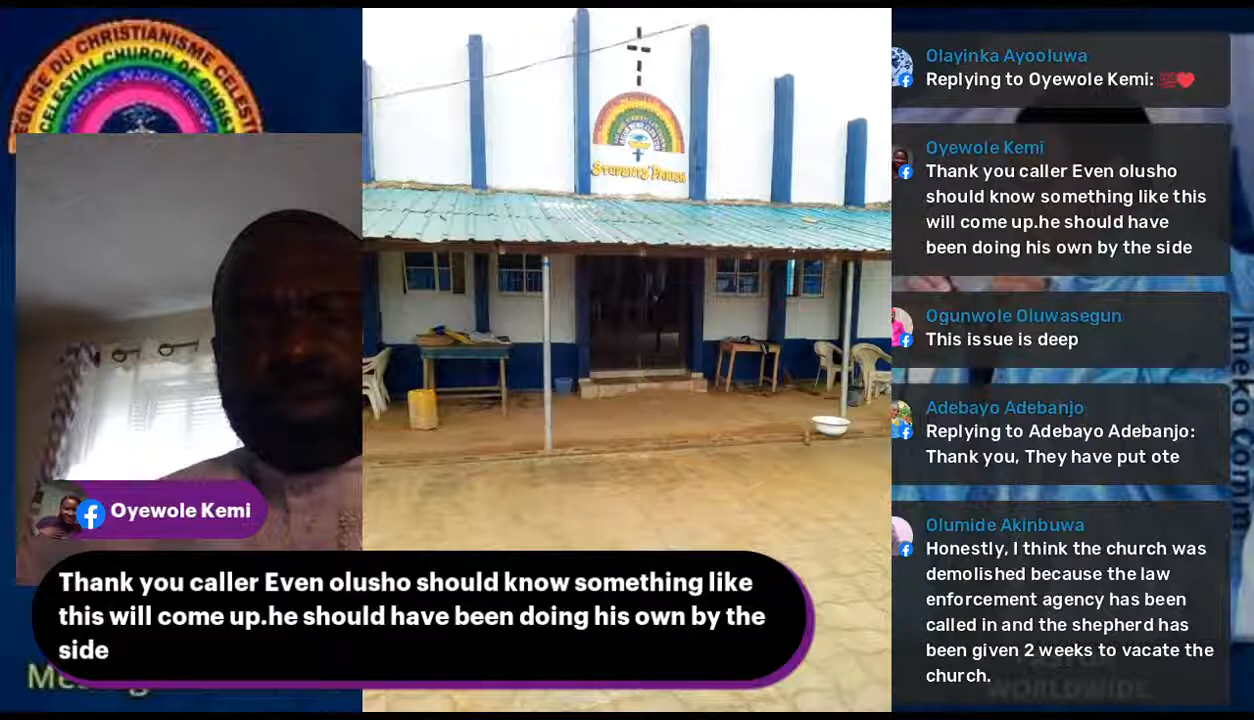 EGLISE DU CHRISTIANISME CELESTE
CELESTIAL CHURCH OF CHRIST
STUDENTS' PARISH
Oyewole Kemi
Thank you caller Even olusho should know something like
this will come up.he should have been doing his own by the
side
Olayinka Ayooluwa
Replying to Oyewole Kemi: 💯❤️
Oyewole Kemi
Thank you caller Even olusho
should know something like this
will come up.he should have
been doing his own by the side
Ogunwole Oluwasegun
This issue is deep
Adebayo Adebanjo
Replying to Adebayo Adebanjo:
Thank you, They have put ote
Olumide Akinbuwa
Honestly, I think the church was
demolished because the law
enforcement agency has been
called in and the shepherd has
been given 2 weeks to vacate the
church.
WORLDWIDE